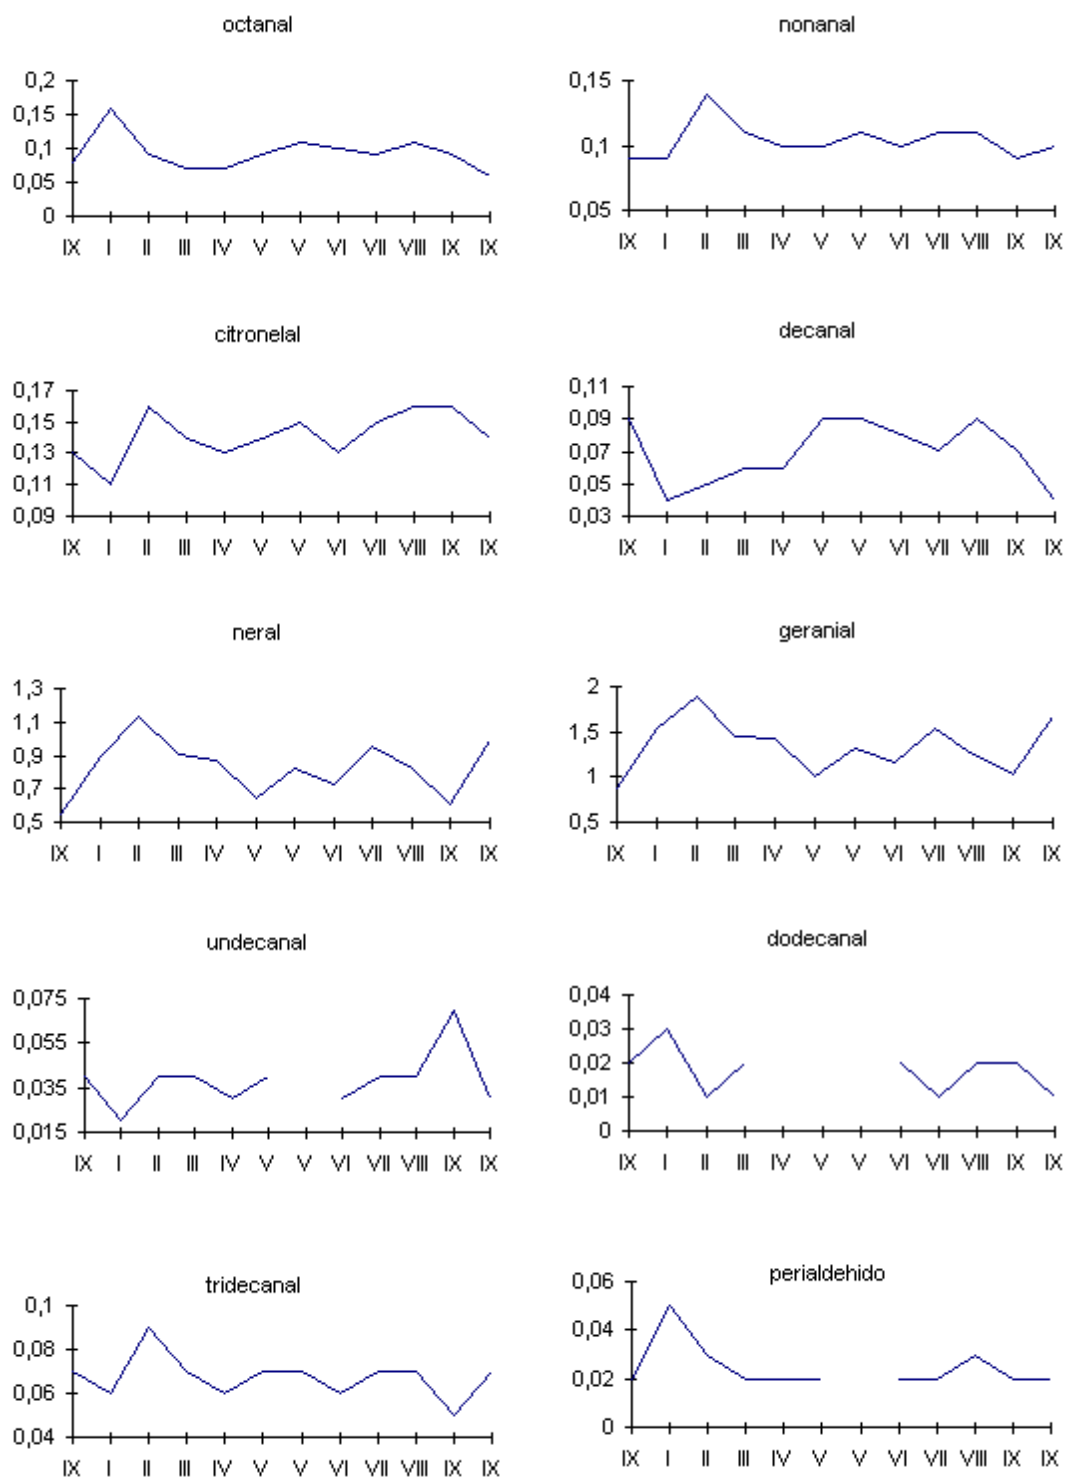 octanal
0,2
0,15
0,1
0,05
0
IX I II III IV V V VI VII VIII IX IX
nonanal
0,15
0,1
0,05
IX I II III IV V V VI VII VIII IX IX
citronelal
0,17
0,15
0,13
0,11
0,09
IX I II III IV V V VI VII VIII IX IX
decanal
0,11
0,09
0,07
0,05
0,03
IX I II III IV V V VI VII VIII IX IX
neral
1,3
1,1
0,9
0,7
0,5
IX I II III IV V V VI VII VIII IX IX
geranial
2
1,5
1
0,5
IX I II III IV V V VI VII VIII IX IX
undecanal
0,075
0,055
0,035
0,015
IX I II III IV V V VI VII VIII IX IX
dodecanal
0,04
0,03
0,02
0,01
0
IX I II III IV V V VI VII VIII IX IX
tridecanal
0,1
0,08
0,06
0,04
IX I II III IV V V VI VII VIII IX IX
perialdehido
0,06
0,04
0,02
0
IX I II III IV V V VI VII VIII IX IX